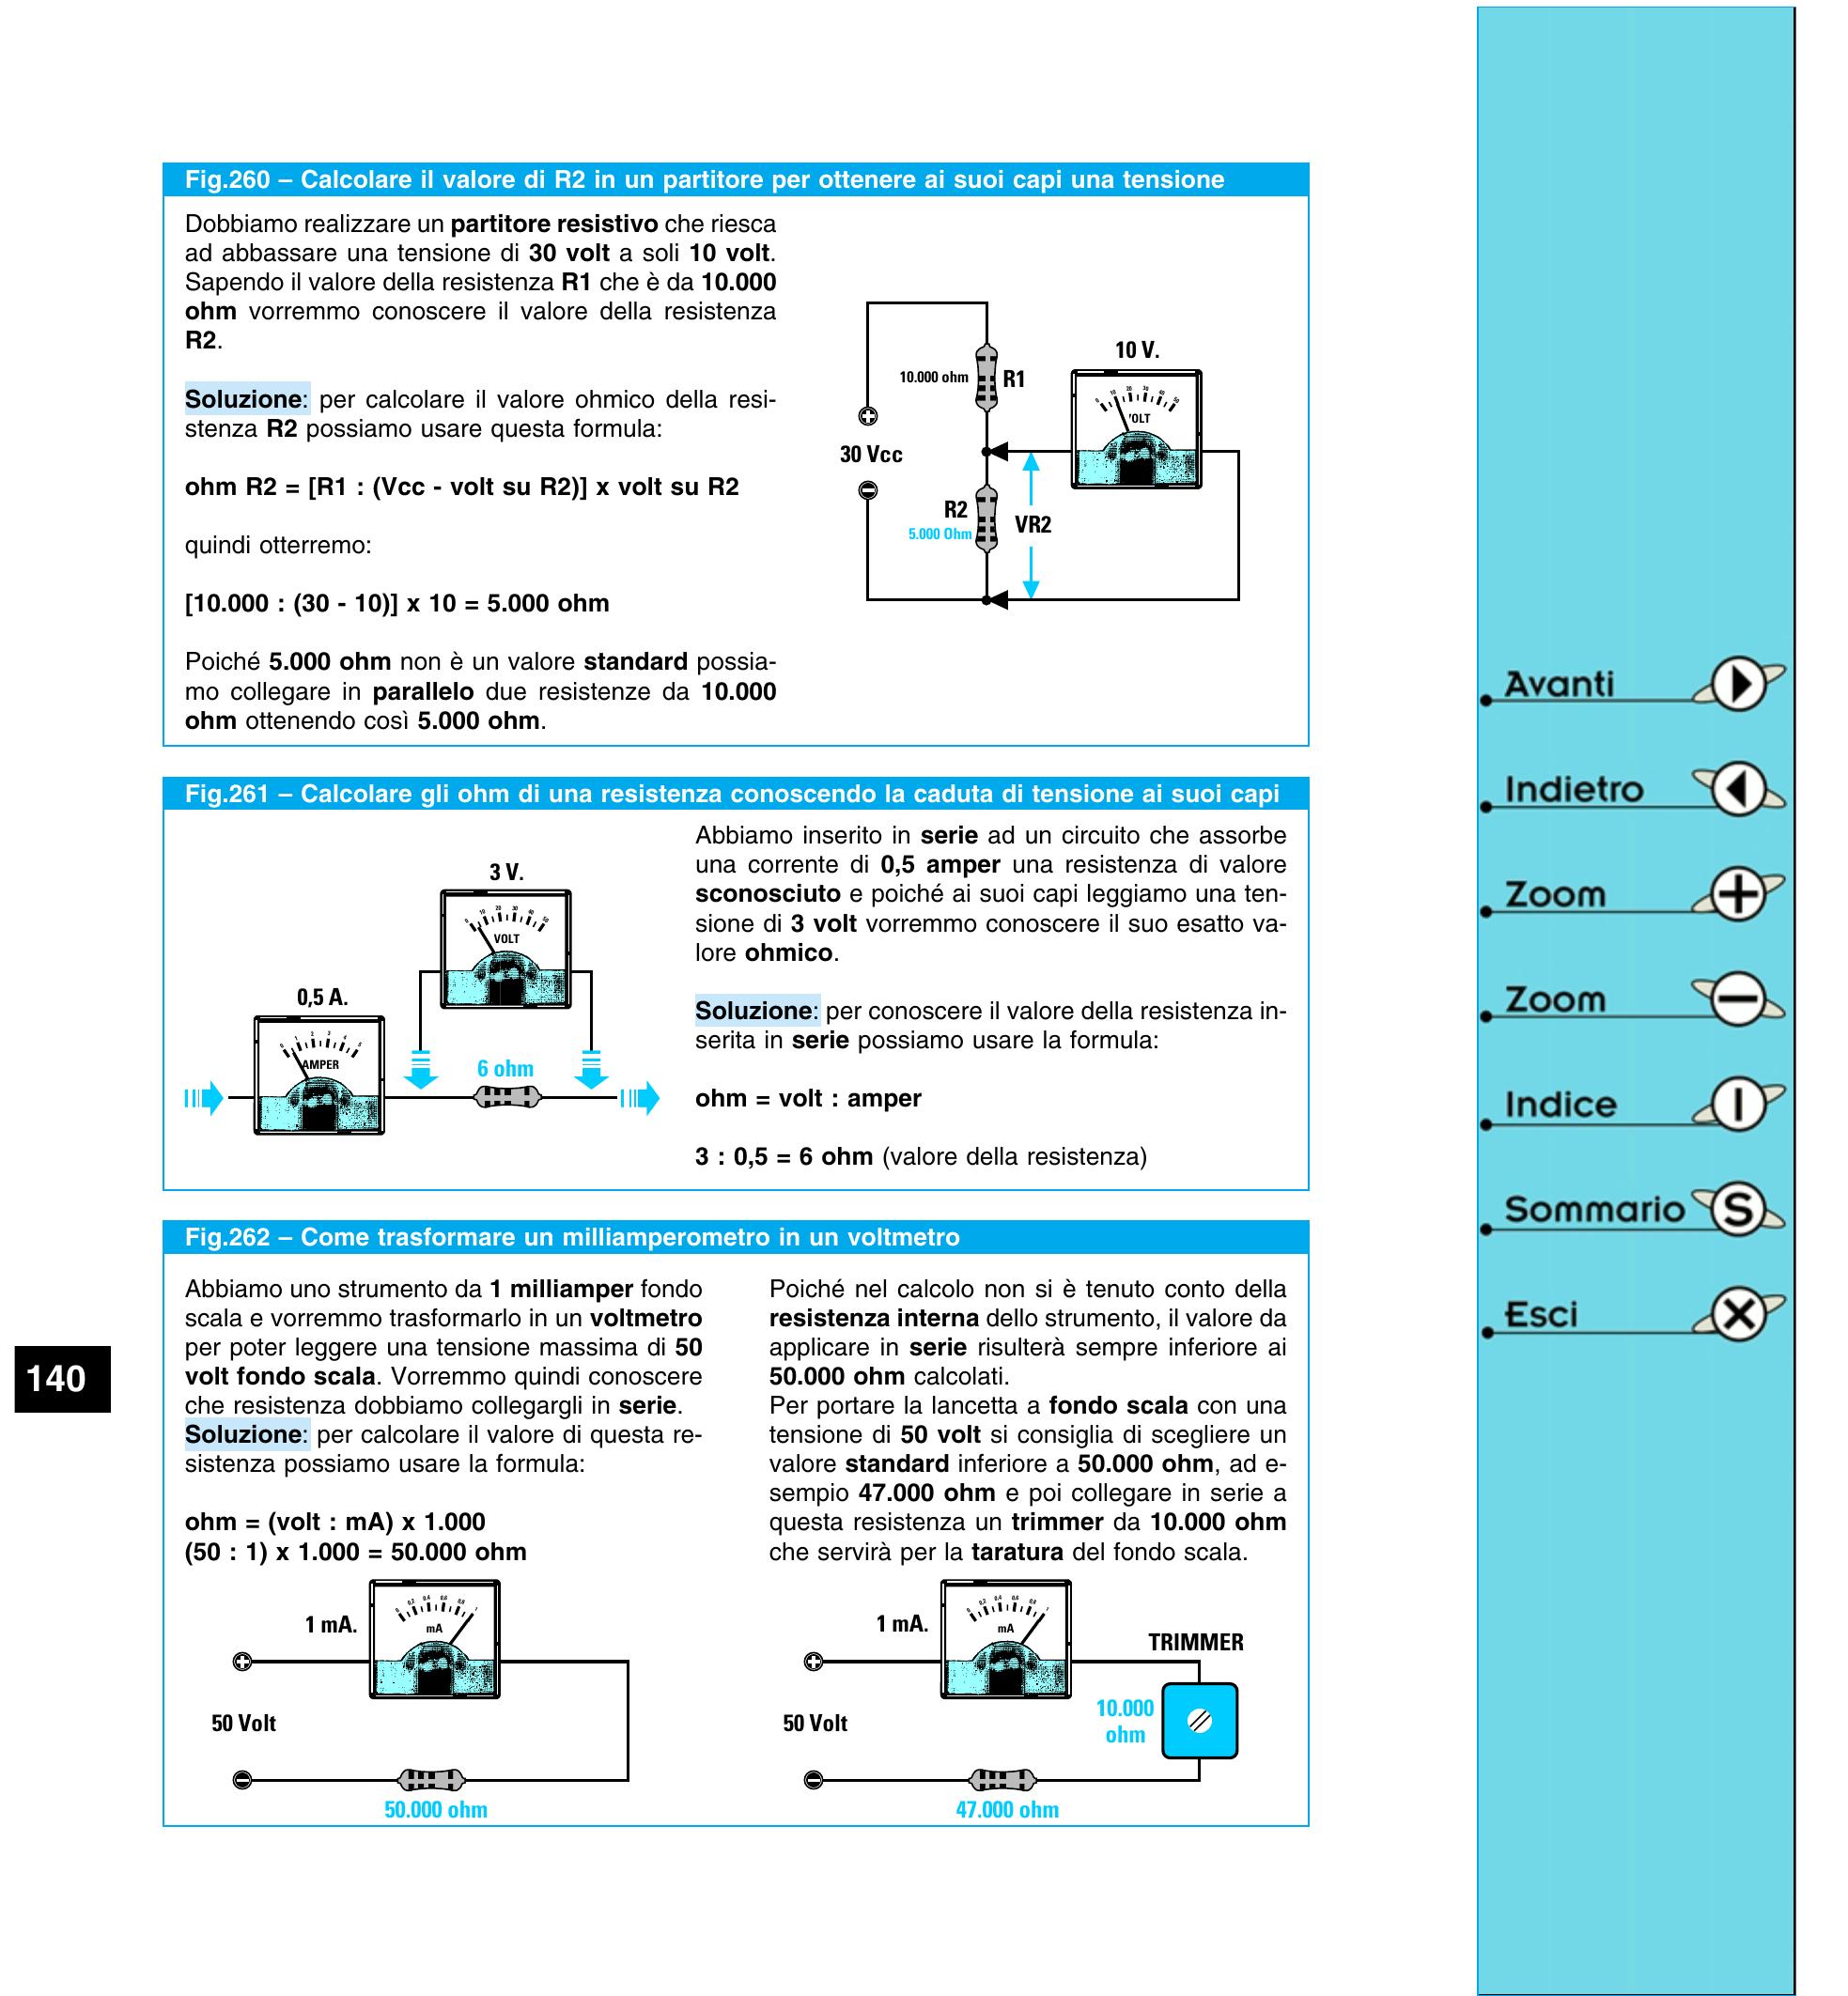 Fig.260 – Calcolare il valore di R2 in un partitore per ottenere ai suoi capi una tensione
Dobbiamo realizzare un partitore resistivo che riesca
ad abbassare una tensione di 30 volt a soli 10 volt.
Sapendo il valore della resistenza R1 che è da 10.000
ohm vorremmo conoscere il valore della resistenza
R2.
Soluzione: per calcolare il valore ohmico della resi-
stenza R2 possiamo usare questa formula:
ohm R2 = [R1 : (Vcc - volt su R2)] x volt su R2
quindi otterremo:
[10.000 : (30 - 10)] x 10 = 5.000 ohm
Poiché 5.000 ohm non è un valore standard possia-
mo collegare in parallelo due resistenze da 10.000
ohm ottenendo così 5.000 ohm.
10 V.
10.000 ohm
R1
30 Vcc
R2
5.000 Ohm
VR2
Fig.261 – Calcolare gli ohm di una resistenza conoscendo la caduta di tensione ai suoi capi
3 V.
VOLT
0,5 A.
AMPER
6 ohm
Abbiamo inserito in serie ad un circuito che assorbe
una corrente di 0,5 amper una resistenza di valore
sconosciuto e poiché ai suoi capi leggiamo una ten-
sione di 3 volt vorremmo conoscere il suo esatto va-
lore ohmico.
Soluzione: per conoscere il valore della resistenza in-
serita in serie possiamo usare la formula:
ohm = volt : amper
3 : 0,5 = 6 ohm (valore della resistenza)
Fig.262 – Come trasformare un milliamperometro in un voltmetro
Abbiamo uno strumento da 1 milliamper fondo
scala e vorremmo trasformarlo in un voltmetro
per poter leggere una tensione massima di 50
volt fondo scala. Vorremmo quindi conoscere
che resistenza dobbiamo collegargli in serie.
Soluzione: per calcolare il valore di questa re-
sistenza possiamo usare la formula:
ohm = (volt : mA) x 1.000
(50 : 1) x 1.000 = 50.000 ohm
1 mA.
mA
50 Volt
50.000 ohm
Poiché nel calcolo non si è tenuto conto della
resistenza interna dello strumento, il valore da
applicare in serie risulterà sempre inferiore ai
50.000 ohm calcolati.
Per portare la lancetta a fondo scala con una
tensione di 50 volt si consiglia di scegliere un
valore standard inferiore a 50.000 ohm, ad e-
sempio 47.000 ohm e poi collegare in serie a
questa resistenza un trimmer da 10.000 ohm
che servirà per la taratura del fondo scala.
1 mA.
mA
TRIMMER
10.000
ohm
50 Volt
47.000 ohm
140
Avanti
Indietro
Zoom
Zoom
Indice
Sommario S
Esci